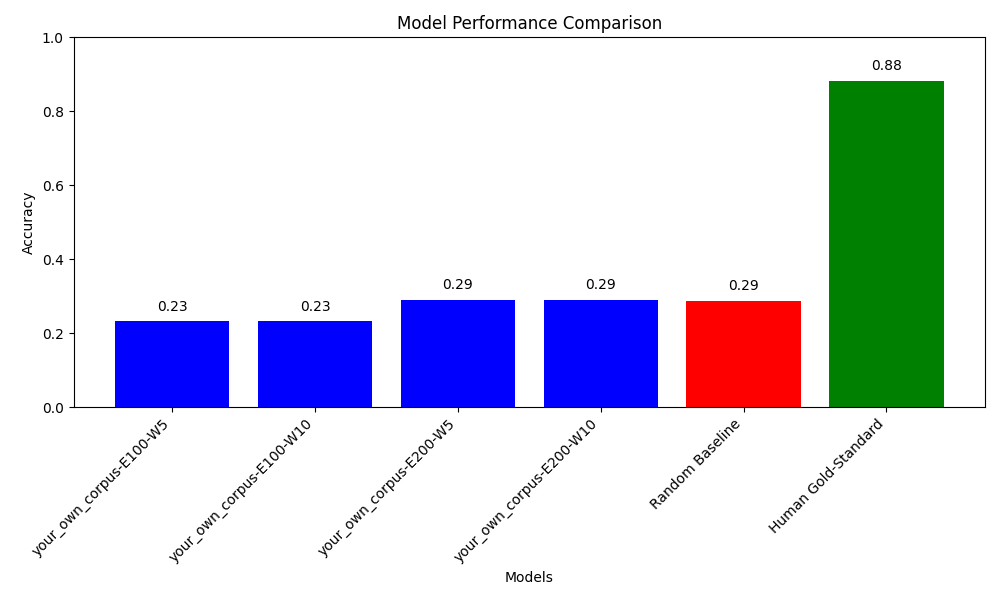 Model Performance Comparison
1.0
0.8
0.6
0.4
0.2
0.0
Accuracy
0.23
0.23
0.29
0.29
0.29
0.88
your_own_corpus-E100-W5
your_own_corpus-E100-W10
your_own_corpus-E200-W5
your_own_corpus-E200-W10
Random Baseline
Human Gold-Standard
Models